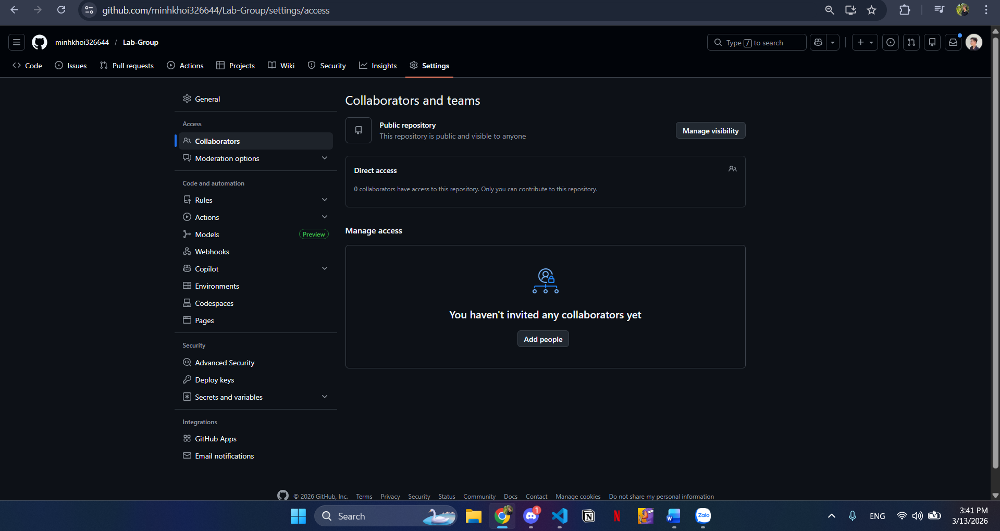 github.com/minhkhoi326644/Lab-Group/settings/access
minhkhoi326644 / Lab-Group
Type / to search
Code Issues Pull requests Actions Projects Wiki Security Insights Settings
General
Access
Collaborators
Moderation options
Code and automation
Rules
Actions
Models Preview
Webhooks
Copilot
Environments
Codespaces
Pages
Security
Advanced Security
Deploy keys
Secrets and variables
Integrations
GitHub Apps
Email notifications
Collaborators and teams
Public repository
This repository is public and visible to anyone
Manage visibility
Direct access
0 collaborators have access to this repository. Only you can contribute to this repository.
Manage access
You haven't invited any collaborators yet
Add people
© 2026 GitHub, Inc. Terms Privacy Security Status Community Docs Contact Manage cookies Do not share my personal information
Search
1
N
W
Zalo
ENG
3:41 PM
3/13/2026